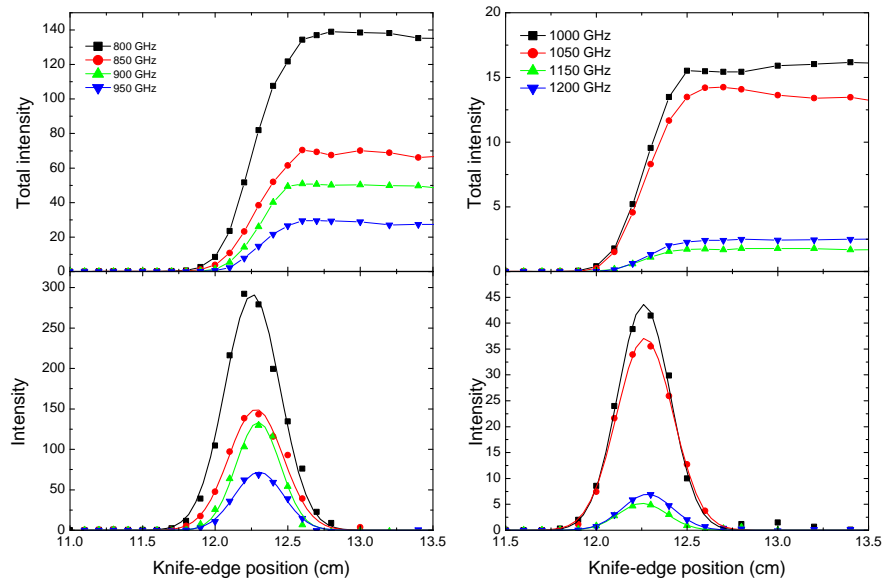 140
120
100
80
60
40
20
0
Total intensity
800 GHz
850 GHz
900 GHz
950 GHz
20
15
10
5
0
Total intensity
1000 GHz
1050 GHz
1150 GHz
1200 GHz
300
250
200
150
100
50
0
Intensity
11.0 11.5 12.0 12.5 13.0 13.5
Knife-edge position (cm)
45
40
35
30
25
20
15
10
5
0
Intensity
11.5 12.0 12.5 13.0 13.5
Knife-edge position (cm)